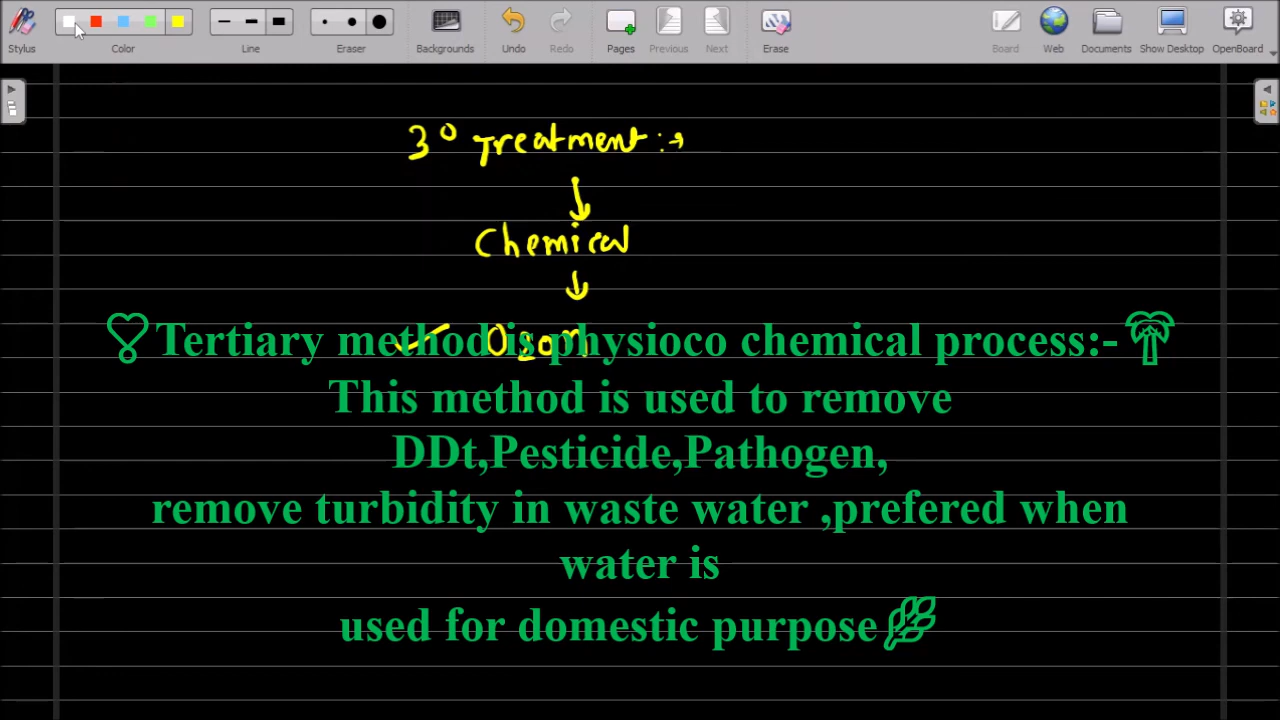 Stylus Color Line Eraser Backgrounds Undo Redo Pages Previous Next Erase Board Web Documents Show Desktop OpenBoard
3° Treatment :→
Chemical
Ozon
Tertiary method is physioco chemical process:-
This method is used to remove
DDt,Pesticide,Pathogen,
remove turbidity in waste water ,prefered when
water is
used for domestic purpose